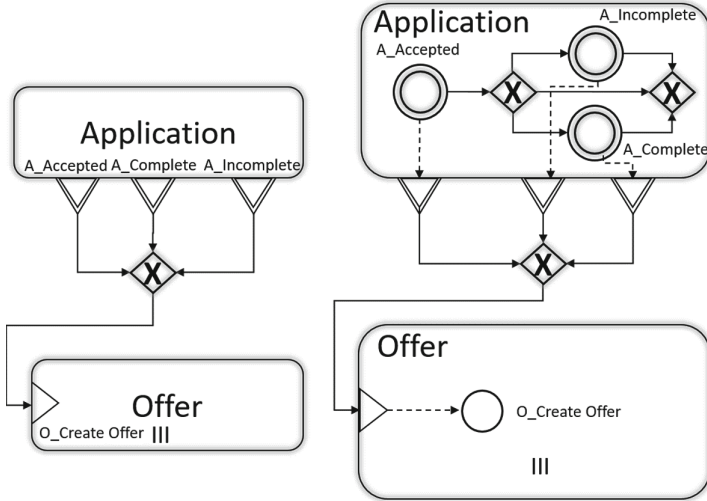 Application
A_Accepted A_Complete A_Incomplete
X
Offer
O_Create Offer III
Application
A_Incomplete
A_Accepted
X
X
A_Complete
X
Offer
O_Create Offer
III